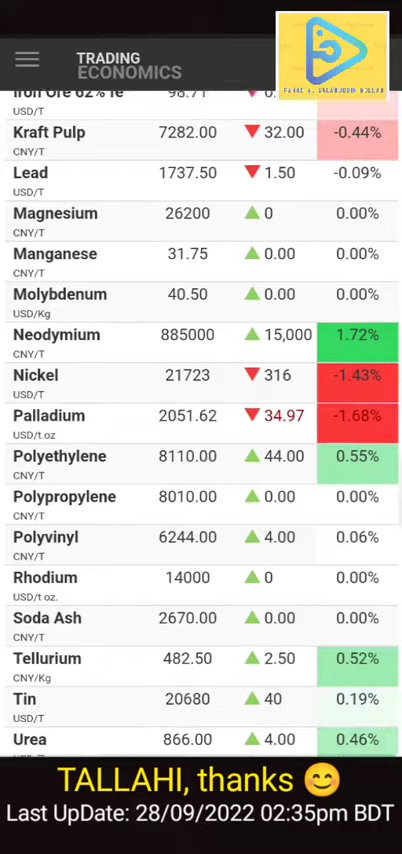 TRADING
ECONOMICS
Iron Ore 62% fe 98.71
USD/T
Kraft Pulp 7282.00 ▼ 32.00 -0.44%
CNY/T
Lead 1737.50 ▼ 1.50 -0.09%
USD/T
Magnesium 26200 ▲ 0 0.00%
CNY/T
Manganese 31.75 ▲ 0.00 0.00%
CNY/T
Molybdenum 40.50 ▲ 0.00 0.00%
USD/Kg
Neodymium 885000 ▲ 15,000 1.72%
CNY/T
Nickel 21723 ▼ 316 -1.43%
USD/T
Palladium 2051.62 ▼ 34.97 -1.68%
USD/t.oz
Polyethylene 8110.00 ▲ 44.00 0.55%
CNY/T
Polypropylene 8010.00 ▲ 0.00 0.00%
CNY/T
Polyvinyl 6244.00 ▲ 4.00 0.06%
CNY/T
Rhodium 14000 ▲ 0 0.00%
USD/t oz.
Soda Ash 2670.00 ▲ 0.00 0.00%
CNY/T
Tellurium 482.50 ▲ 2.50 0.52%
CNY/Kg
Tin 20680 ▲ 40 0.19%
USD/T
Urea 866.00 ▲ 4.00 0.46%
TALLAHI, thanks 😊
Last UpDate: 28/09/2022 02:35pm BDT